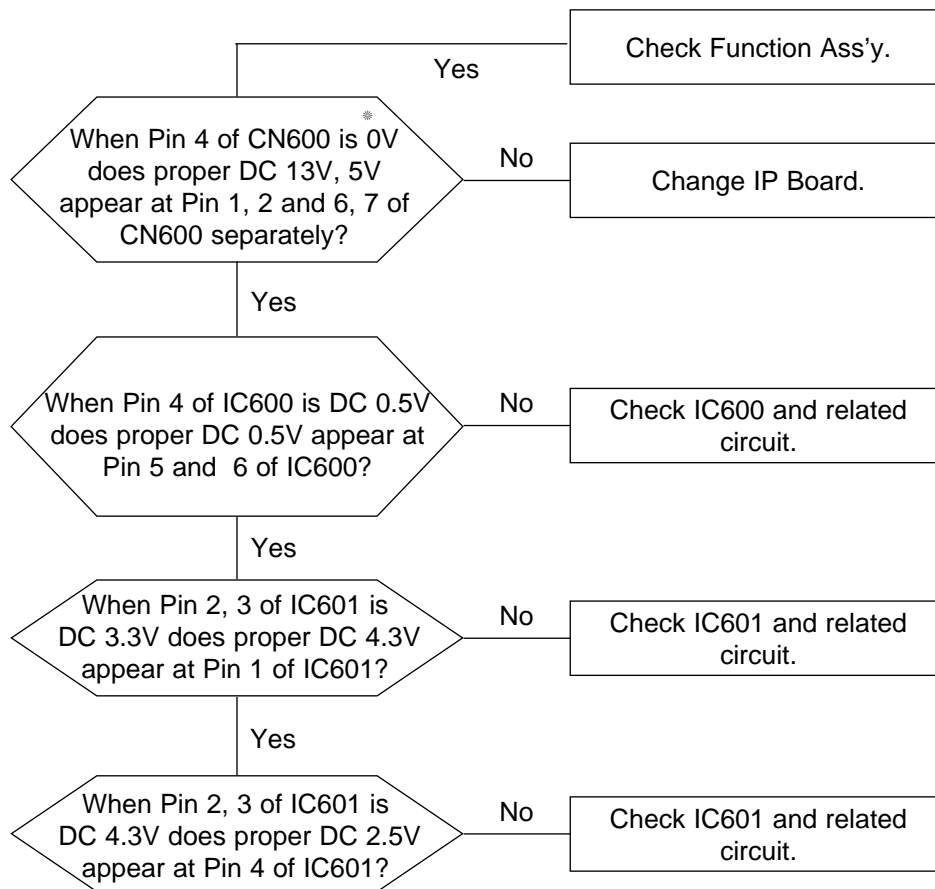 Check Function Ass'y.
Yes
When Pin 4 of CN600 is 0V
does proper DC 13V, 5V
appear at Pin 1, 2 and 6, 7 of
CN600 separately?
No
Change IP Board.
Yes
When Pin 4 of IC600 is DC 0.5V
does proper DC 0.5V appear at
Pin 5 and 6 of IC600?
No
Check IC600 and related
circuit.
Yes
When Pin 2, 3 of IC601 is
DC 3.3V does proper DC 4.3V
appear at Pin 1 of IC601?
No
Check IC601 and related
circuit.
Yes
When Pin 2, 3 of IC601 is
DC 4.3V does proper DC 2.5V
appear at Pin 4 of IC601?
No
Check IC601 and related
circuit.